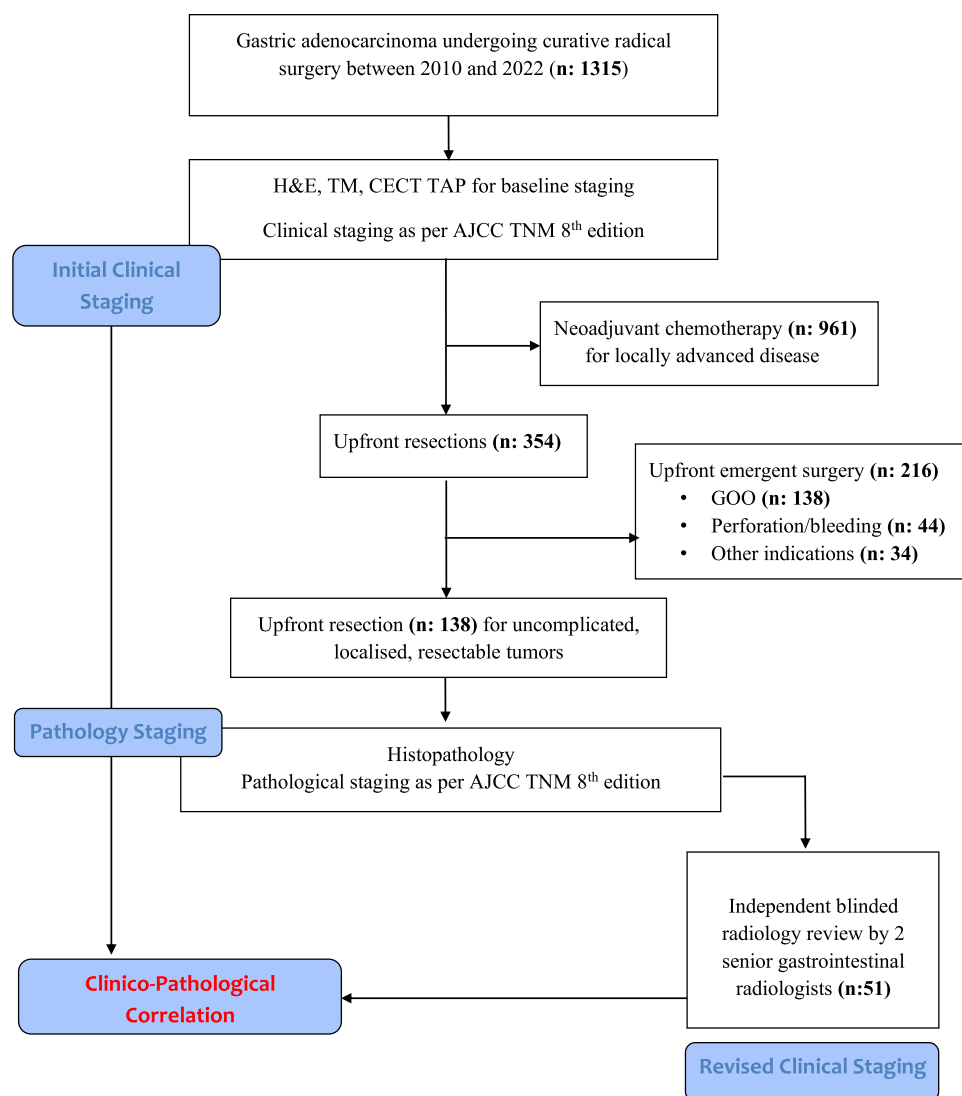 Gastric adenocarcinoma undergoing curative radical
surgery between 2010 and 2022 (n: 1315)
H&E, TM, CECT TAP for baseline staging
Clinical staging as per AJCC TNM 8th edition
Initial Clinical
Staging
Neoadjuvant chemotherapy (n: 961)
for locally advanced disease
Upfront resections (n: 354)
Upfront emergent surgery (n: 216)
• GOO (n: 138)
• Perforation/bleeding (n: 44)
• Other indications (n: 34)
Upfront resection (n: 138) for uncomplicated,
localised, resectable tumors
Pathology Staging
Histopathology
Pathological staging as per AJCC TNM 8th edition
Independent blinded
radiology review by 2
senior gastrointestinal
radiologists (n:51)
Clinico-Pathological
Correlation
Revised Clinical Staging